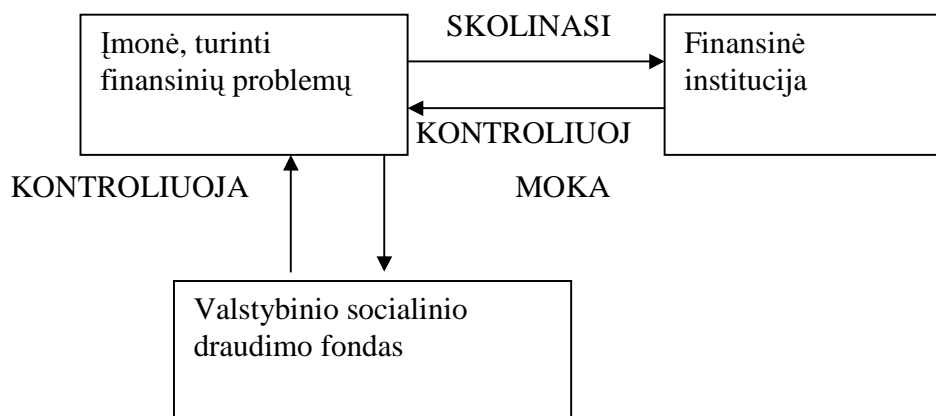 SKOLINASI
Įmonė, turinti
finansinių problemų
Finansinė
institucija
KONTROLIUOJ
KONTROLIUOJA
MOKA
Valstybinio socialinio
draudimo fondas